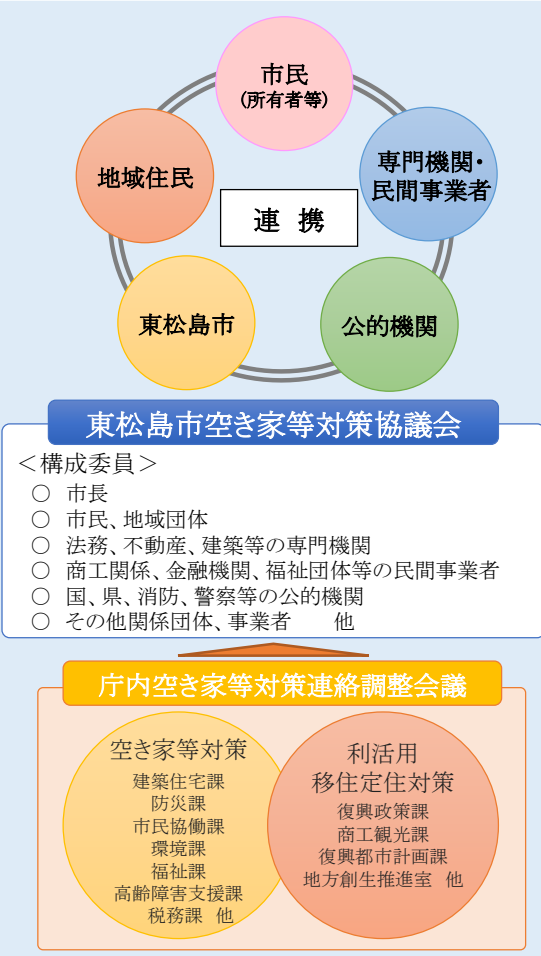 市民
(所有者等)
地域住民
専門機関・
民間事業者
連 携
東松島市
公的機関
東松島市空き家等対策協議会
＜構成委員＞
○ 市長
○ 市民、地域団体
○ 法務、不動産、建築等の専門機関
○ 商工関係、金融機関、福祉団体等の民間事業者
○ 国、県、消防、警察等の公的機関
○ その他関係団体、事業者　他
庁内空き家等対策連絡調整会議
空き家等対策
建築住宅課
防災課
市民協働課
環境課
福祉課
高齢障害支援課
税務課 他
利活用
移住定住対策
復興政策課
商工観光課
復興都市計画課
地方創生推進室 他